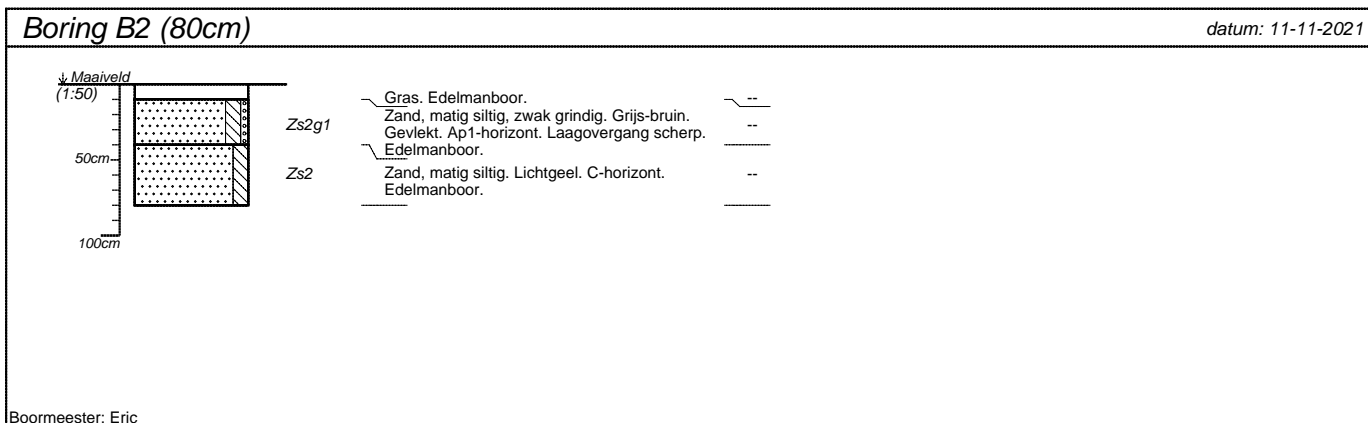 Boring B2 (80cm)
datum: 11-11-2021
Maaiveld
(1:50)
Gras. Edelmanboor.
--
Zs2g1
Zand, matig siltig, zwak grindig. Grijs-bruin.
Gevlekt. Ap1-horizont. Laagovergang scherp.
Edelmanboor.
--
50cm
Zs2
Zand, matig siltig. Lichtgeel. C-horizont.
Edelmanboor.
--
100cm
Boormeester: Eric